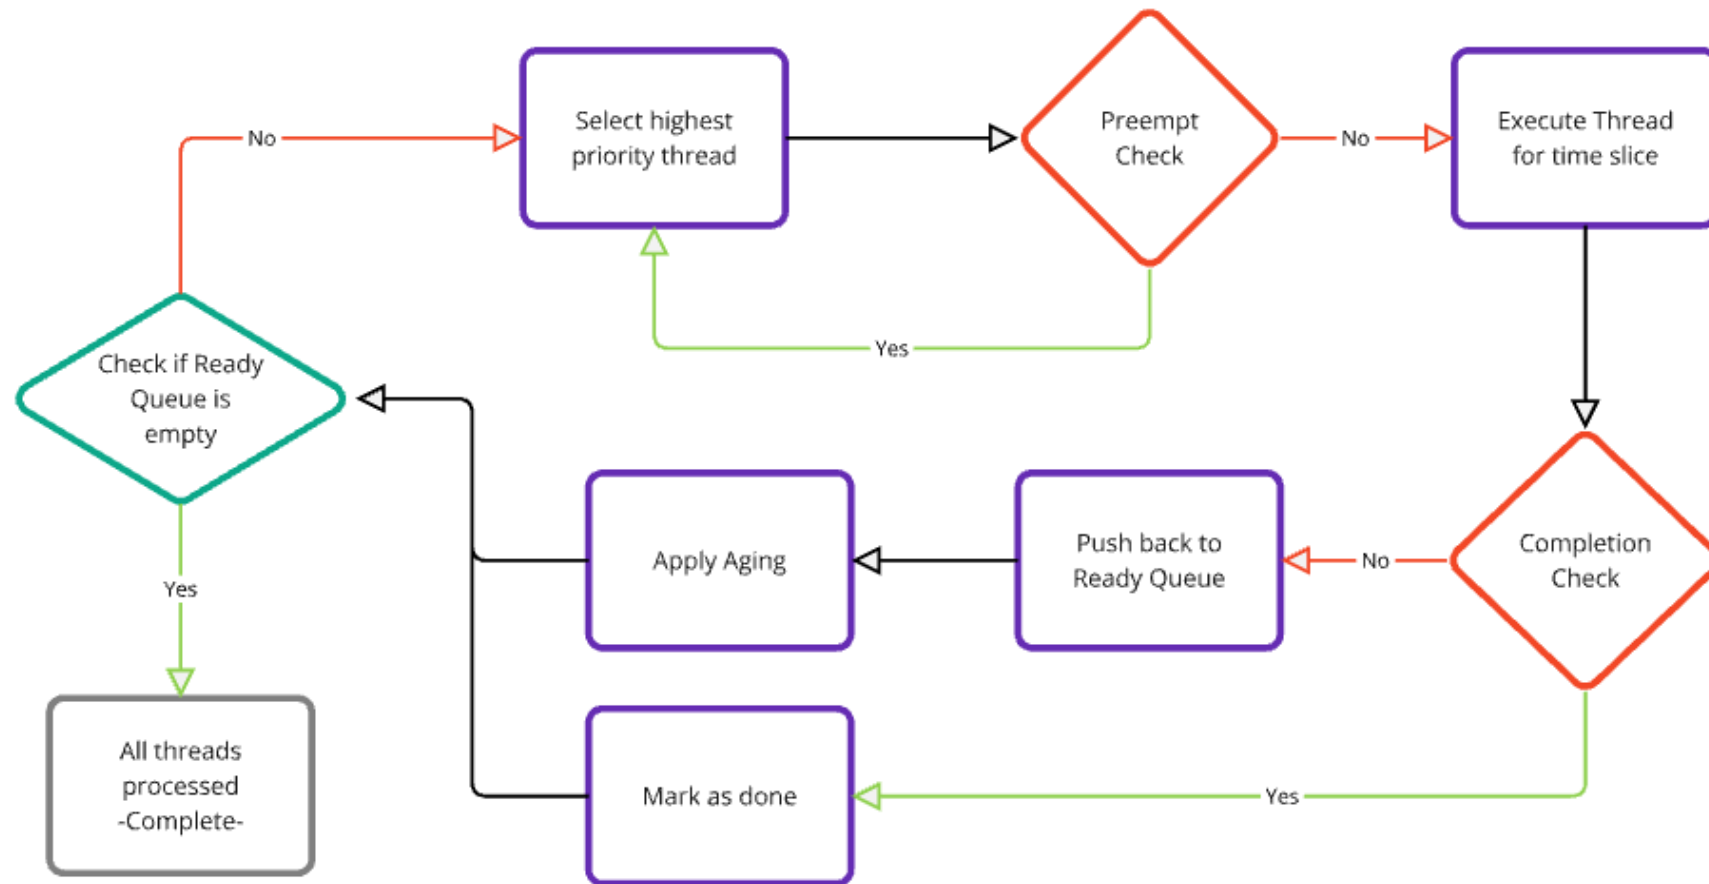 Select highest
priority thread
Preempt
Check
Execute Thread
for time slice
No
No
Yes
Check if Ready
Queue is
empty
Apply Aging
Push back to
Ready Queue
No
Completion
Check
Yes
All threads
processed
-Complete-
Mark as done
Yes